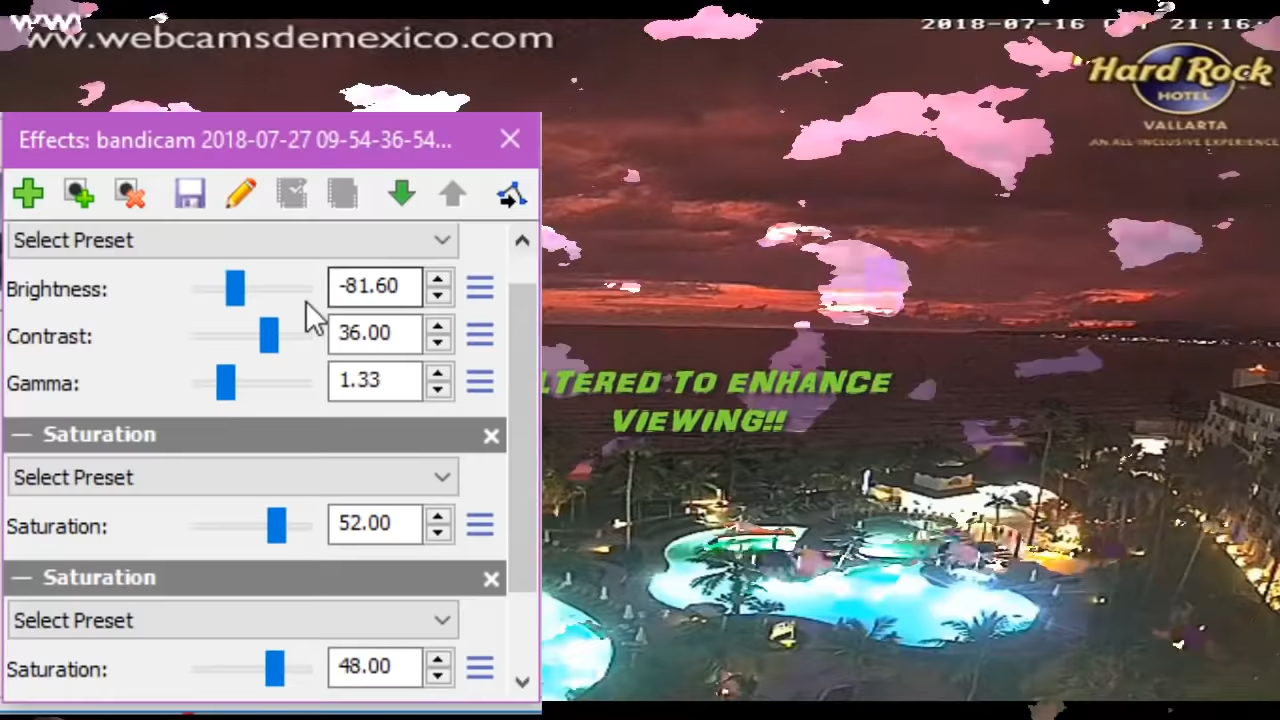 ww
ww.webcamsdemexico.com
2018-07-16
21:16:
Hard Rock
HOTEL
VALLARTA
AN ALL-INCLUSIVE EXPERIENCE
Effects: bandicam 2018-07-27 09-54-36-54...
Select Preset
Brightness: -81.60
Contrast: 36.00
Gamma: 1.33
Saturation
Select Preset
Saturation: 52.00
Saturation
Select Preset
Saturation: 48.00
LTERED TO ENHANCE
VIEWING!!